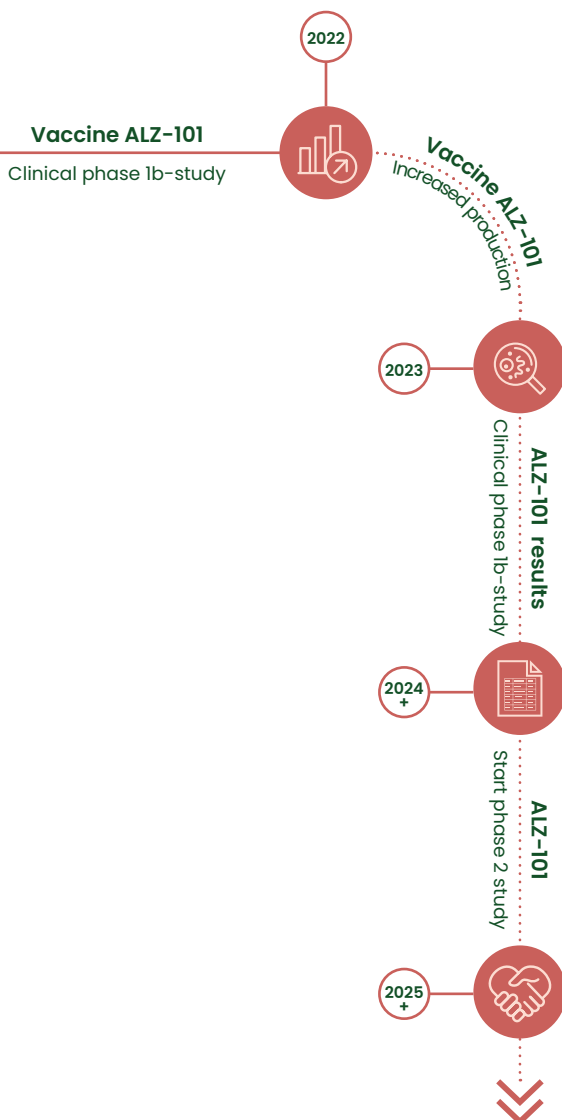 2022
Vaccine ALZ-101
Clinical phase 1b-study
Vaccine ALZ-101
Increased production
2023
ALZ-101 results
Clinical phase 1b-study
2024
+
ALZ-101
Start phase 2 study
2025
+